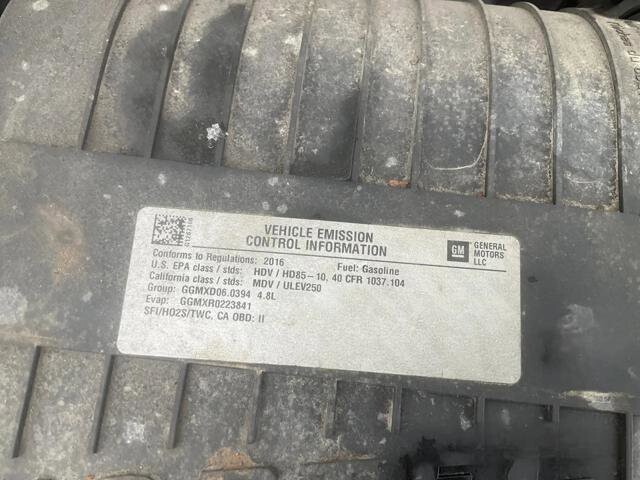 VEHICLE EMISSION
CONTROL INFORMATION
GM
GENERAL
MOTORS
LLC
Conforms to Regulations: 2016 Fuel: Gasoline
U.S. EPA class / stds: HDV / HD85-10, 40 CFR 1037.104
California class / stds: MDV / ULEV250
Group: GGMXD06.0394 4.8L
Evap: GGMXR0223841
SFI/HO2S/TWC, CA OBD: II